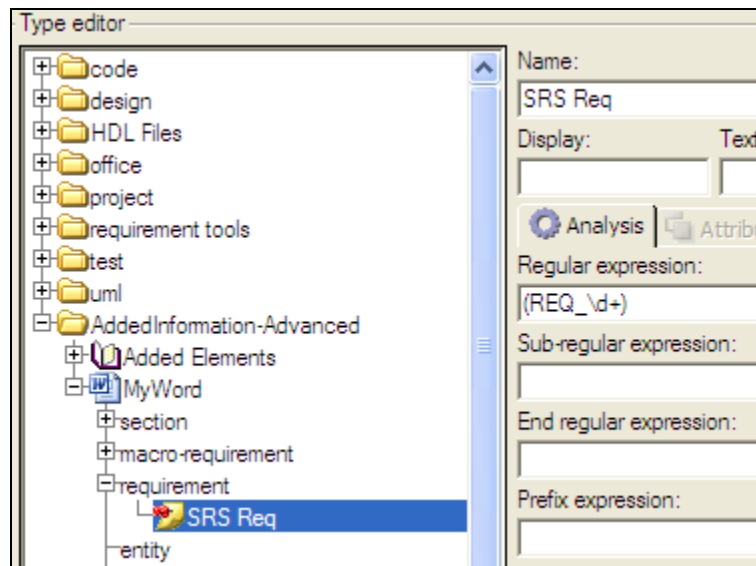 Type editor
code
design
HDL Files
office
project
requirement tools
test
uml
AddedInformation-Advanced
Added Elements
MyWord
section
macro-requirement
requirement
SRS Req
entity
Name:
SRS Req
Display: Text
Analysis Attribu
Regular expression:
(REQ_\d+)
Sub-regular expression:
End regular expression:
Prefix expression: